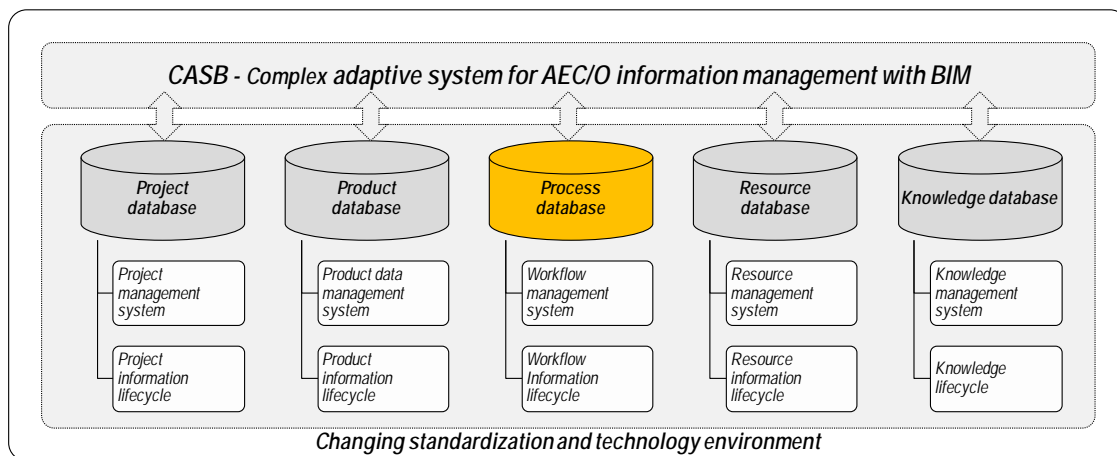 CASB - Complex adaptive system for AEC/O information management with BIM
Project
database
Product
database
Process
database
Resource
database
Knowledge database
Project
management
system
Product data
management
system
Workflow
management
system
Resource
management
system
Knowledge
management
system
Project
information
lifecycle
Product
information
lifecycle
Workflow
Information
lifecycle
Resource
information
lifecycle
Knowledge
lifecycle
Changing standardization and technology environment